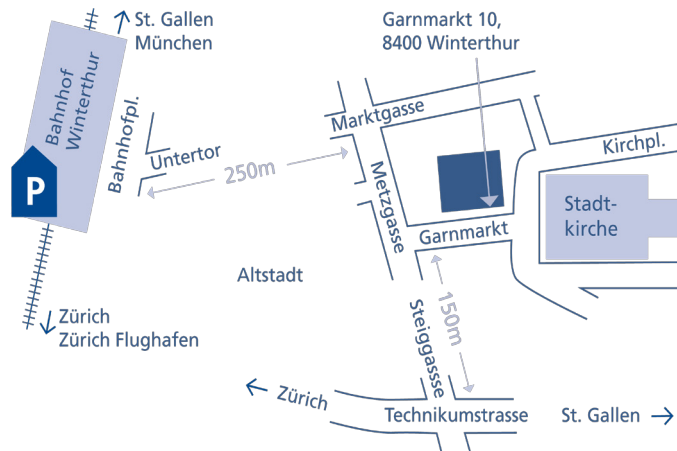 St. Gallen
München
Garnmarkt 10,
8400 Winterthur
Bahnhof
Winterthur
Bahnhofpl.
Untertor
250m
Marktgasse
Metzgasse
Kirchpl.
P
Stadt-
kirche
Garnmarkt
Altstadt
150m
Steiggassse
Zürich
Zürich Flughafen
Zürich
Technikumstrasse
St. Gallen